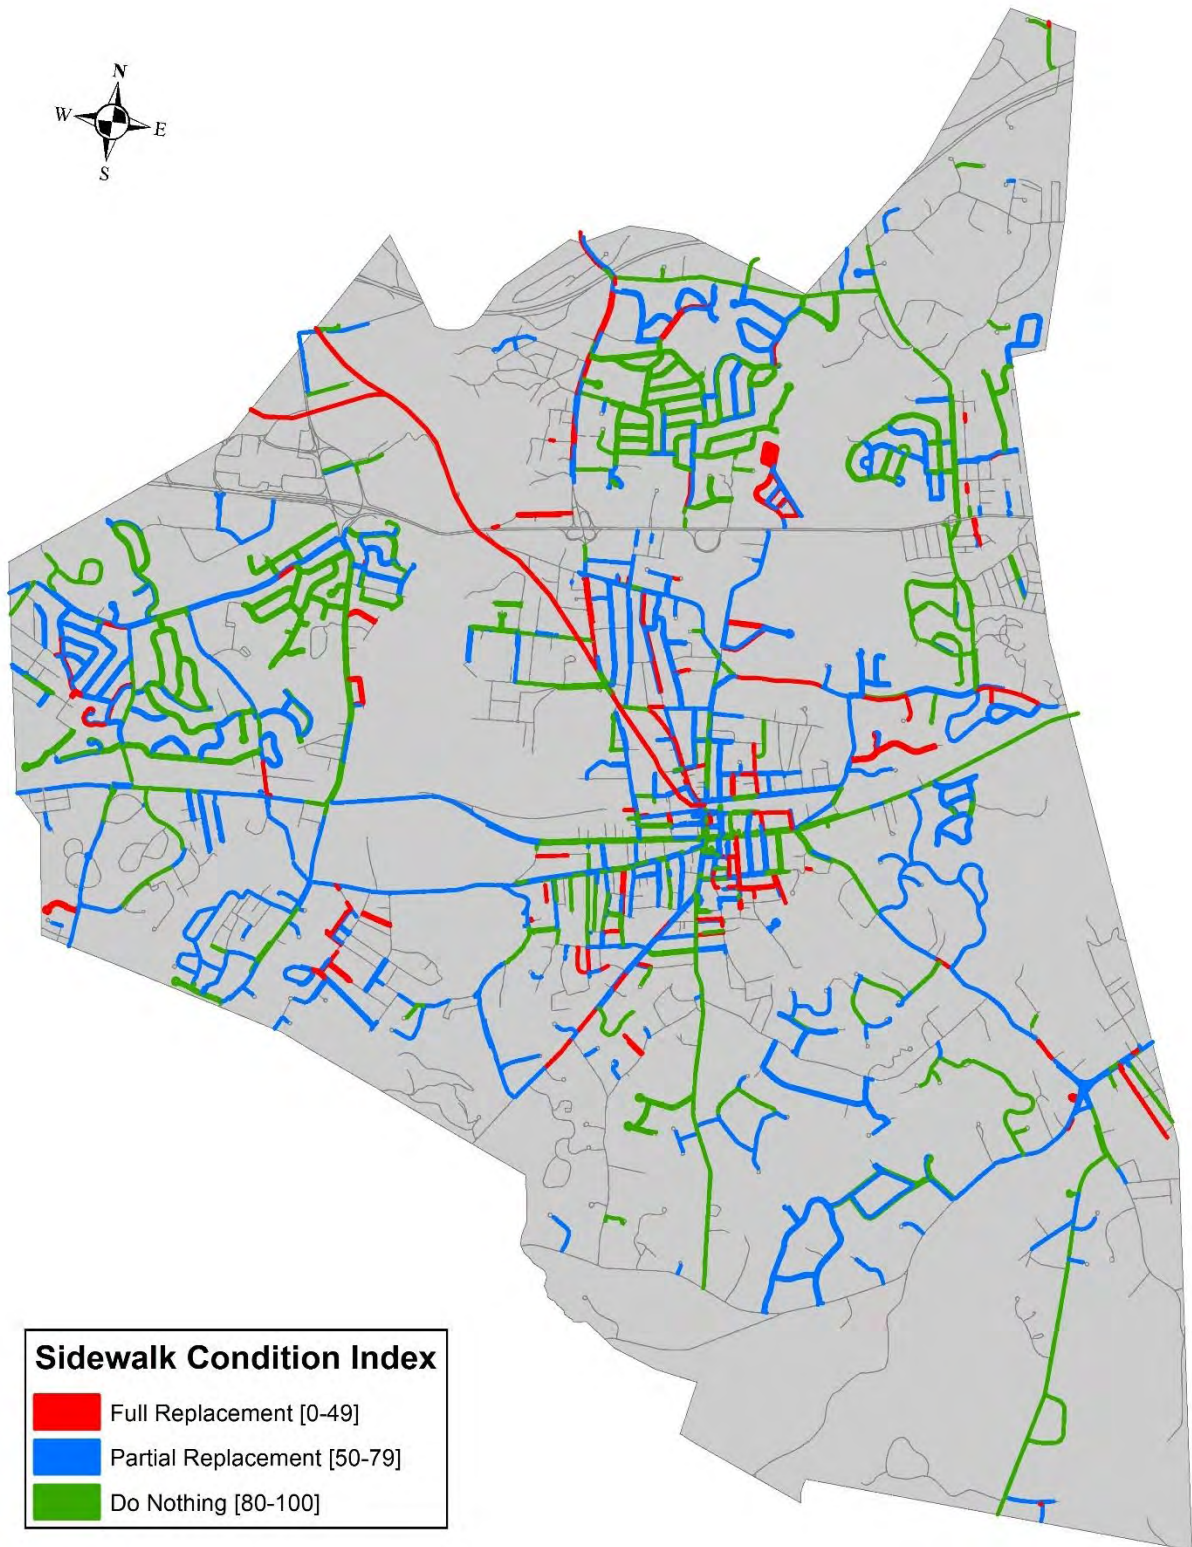 N
W
E
S
Sidewalk Condition Index
Full Replacement [0-49]
Partial Replacement [50-79]
Do Nothing [80-100]